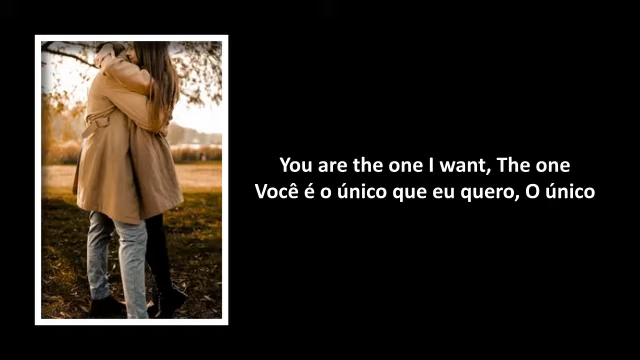 You are the one I want, The one
Você é o único que eu quero, O único